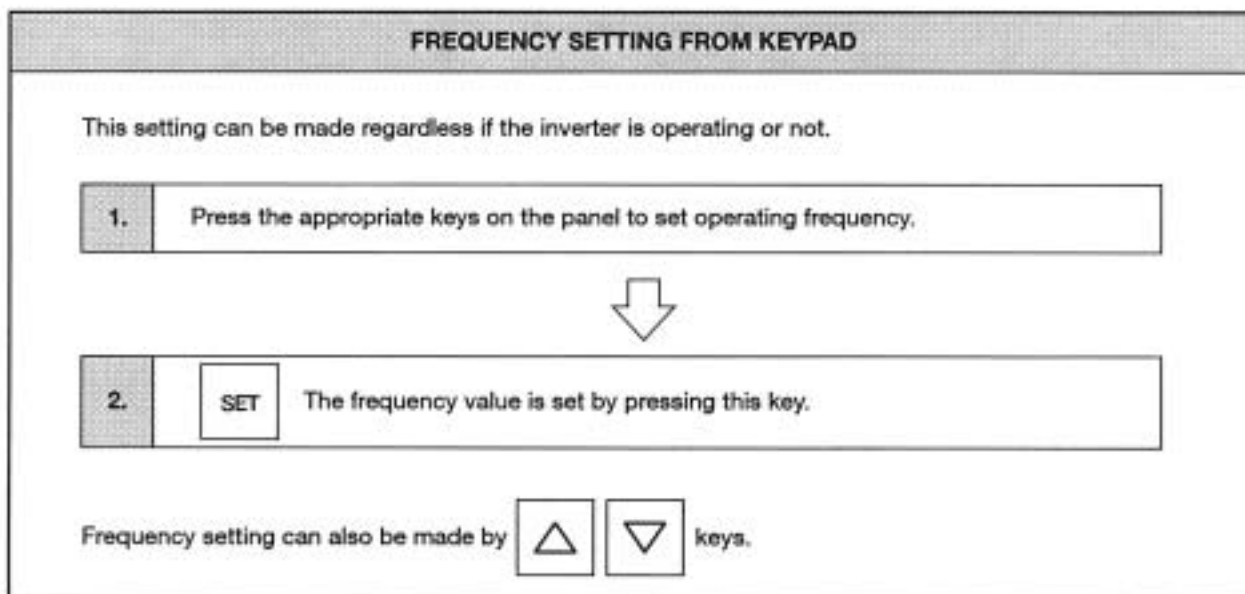 FREQUENCY SETTING FROM KEYPAD
This setting can be made regardless if the inverter is operating or not.
1. Press the appropriate keys on the panel to set operating frequency.
2. SET The frequency value is set by pressing this key.
Frequency setting can also be made by △ ▽ keys.